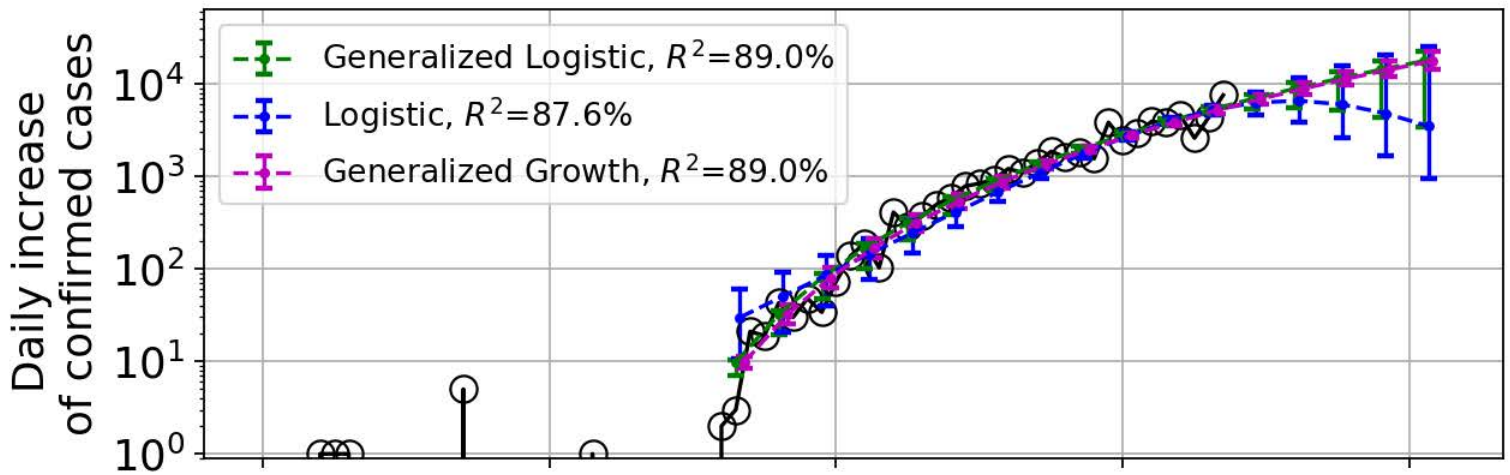 Daily increase
of confirmed cases
10⁴
10³
10²
10¹
10⁰
Generalized Logistic, R²=89.0%
Logistic, R²=87.6%
Generalized Growth, R²=89.0%